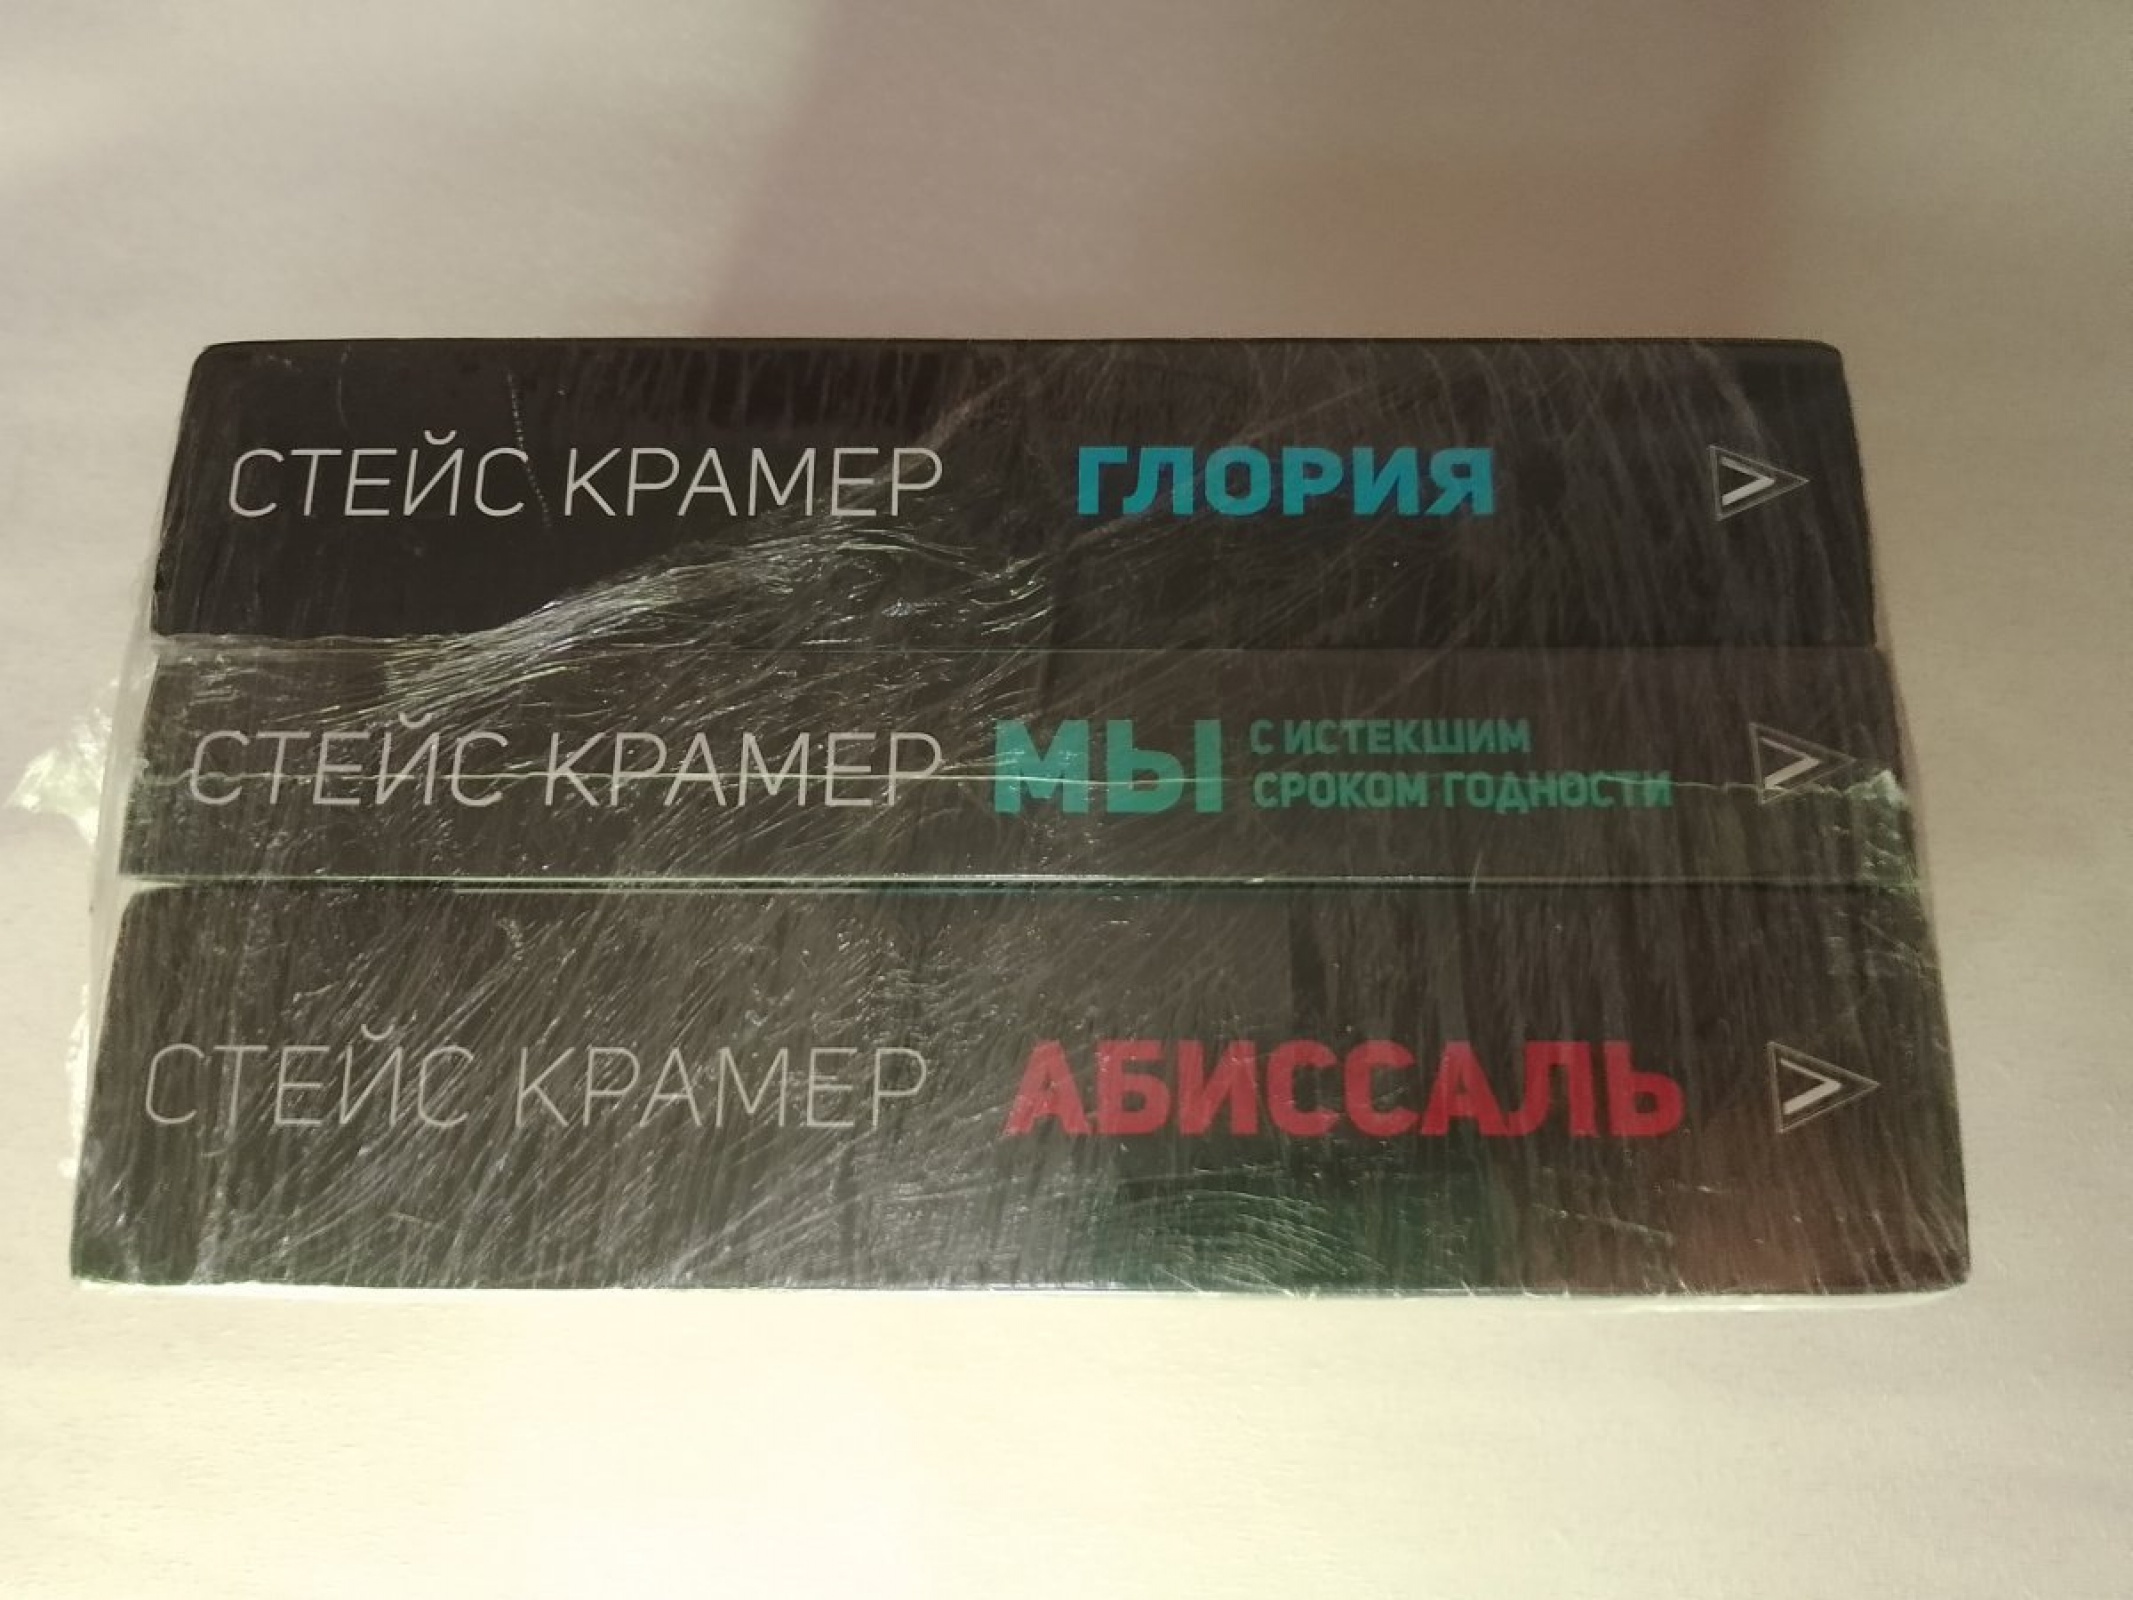 СТЕЙС КРАМЕР ГЛОРИЯ
СТЕЙС КРАМЕР МЫ С ИСТЕКШИМ
СРОКОМ ГОДНОСТИ
СТЕЙС КРАМЕР АБИССАЛЬ